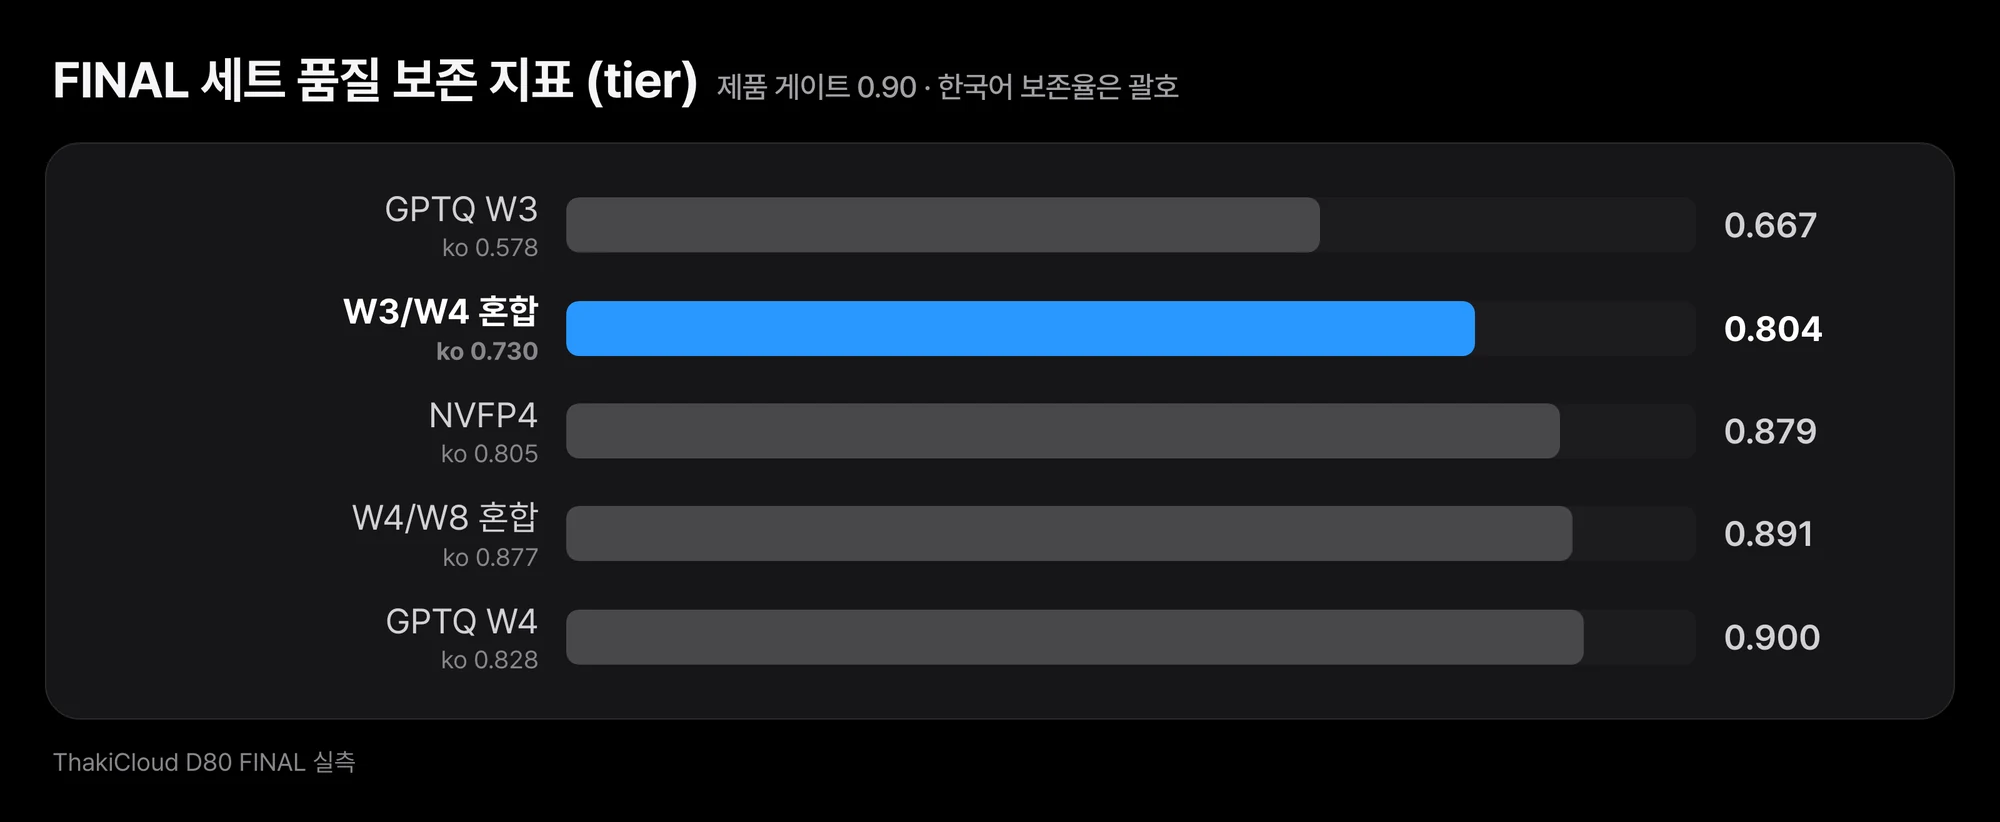 FINAL 세트 품질 보존 지표 (tier) 제품 게이트 0.90 · 한국어 보존율은 괄호
GPTQ W3 0.667
ko 0.578
W3/W4 혼합 0.804
ko 0.730
NVFP4 0.879
ko 0.805
W4/W8 혼합 0.891
ko 0.877
GPTQ W4 0.900
ko 0.828
ThakiCloud D80 FINAL 실측